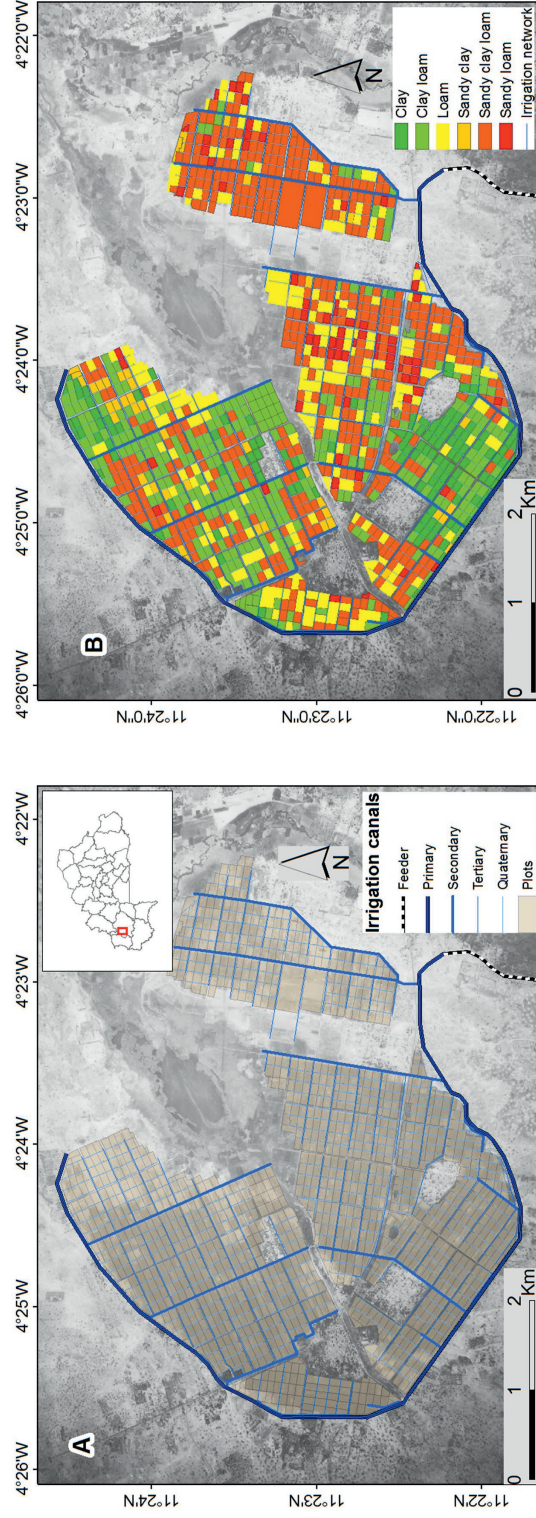 A
4°26'W
4°25'W
4°24'W
4°23'W
4°22'W
11°24'N
11°23'N
11°22'N
N
0
1
2
Km
Irrigation canals
Feeder
Primary
Secondary
Tertiary
Quaternary
Plots
B
4°26'0"W
4°25'0"W
4°24'0"W
4°23'0"W
4°22'0"W
11°24'0"N
11°23'0"N
11°22'0"N
N
0
1
2
Km
Clay
Clay loam
Loam
Sandy clay
Sandy clay loam
Sandy loam
Irrigation network